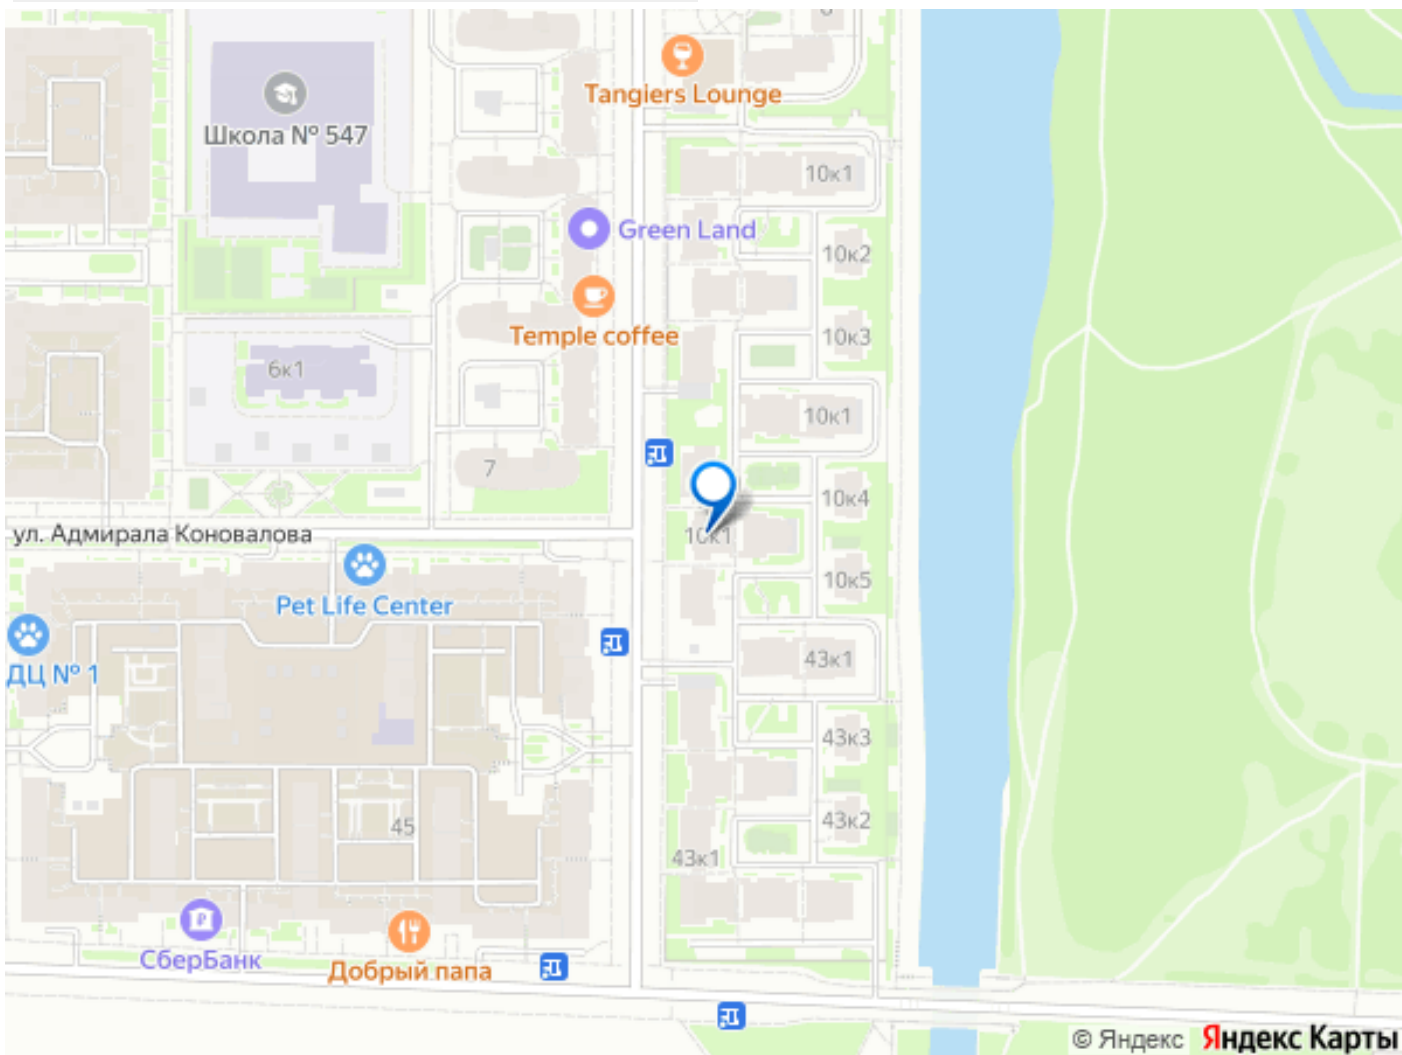 Tangiers Lounge
Школа № 547
10к1
Green Land
10к2
Temple coffee
10к3
6к1
10к1
7
10к4
ул. Адмирала Коновалова
10к1
Pet Life Center
10к5
ДЦ № 1
43к1
43к3
45
43к2
43к1
СберБанк
Добрый папа
© Яндекс Яндекс Карты